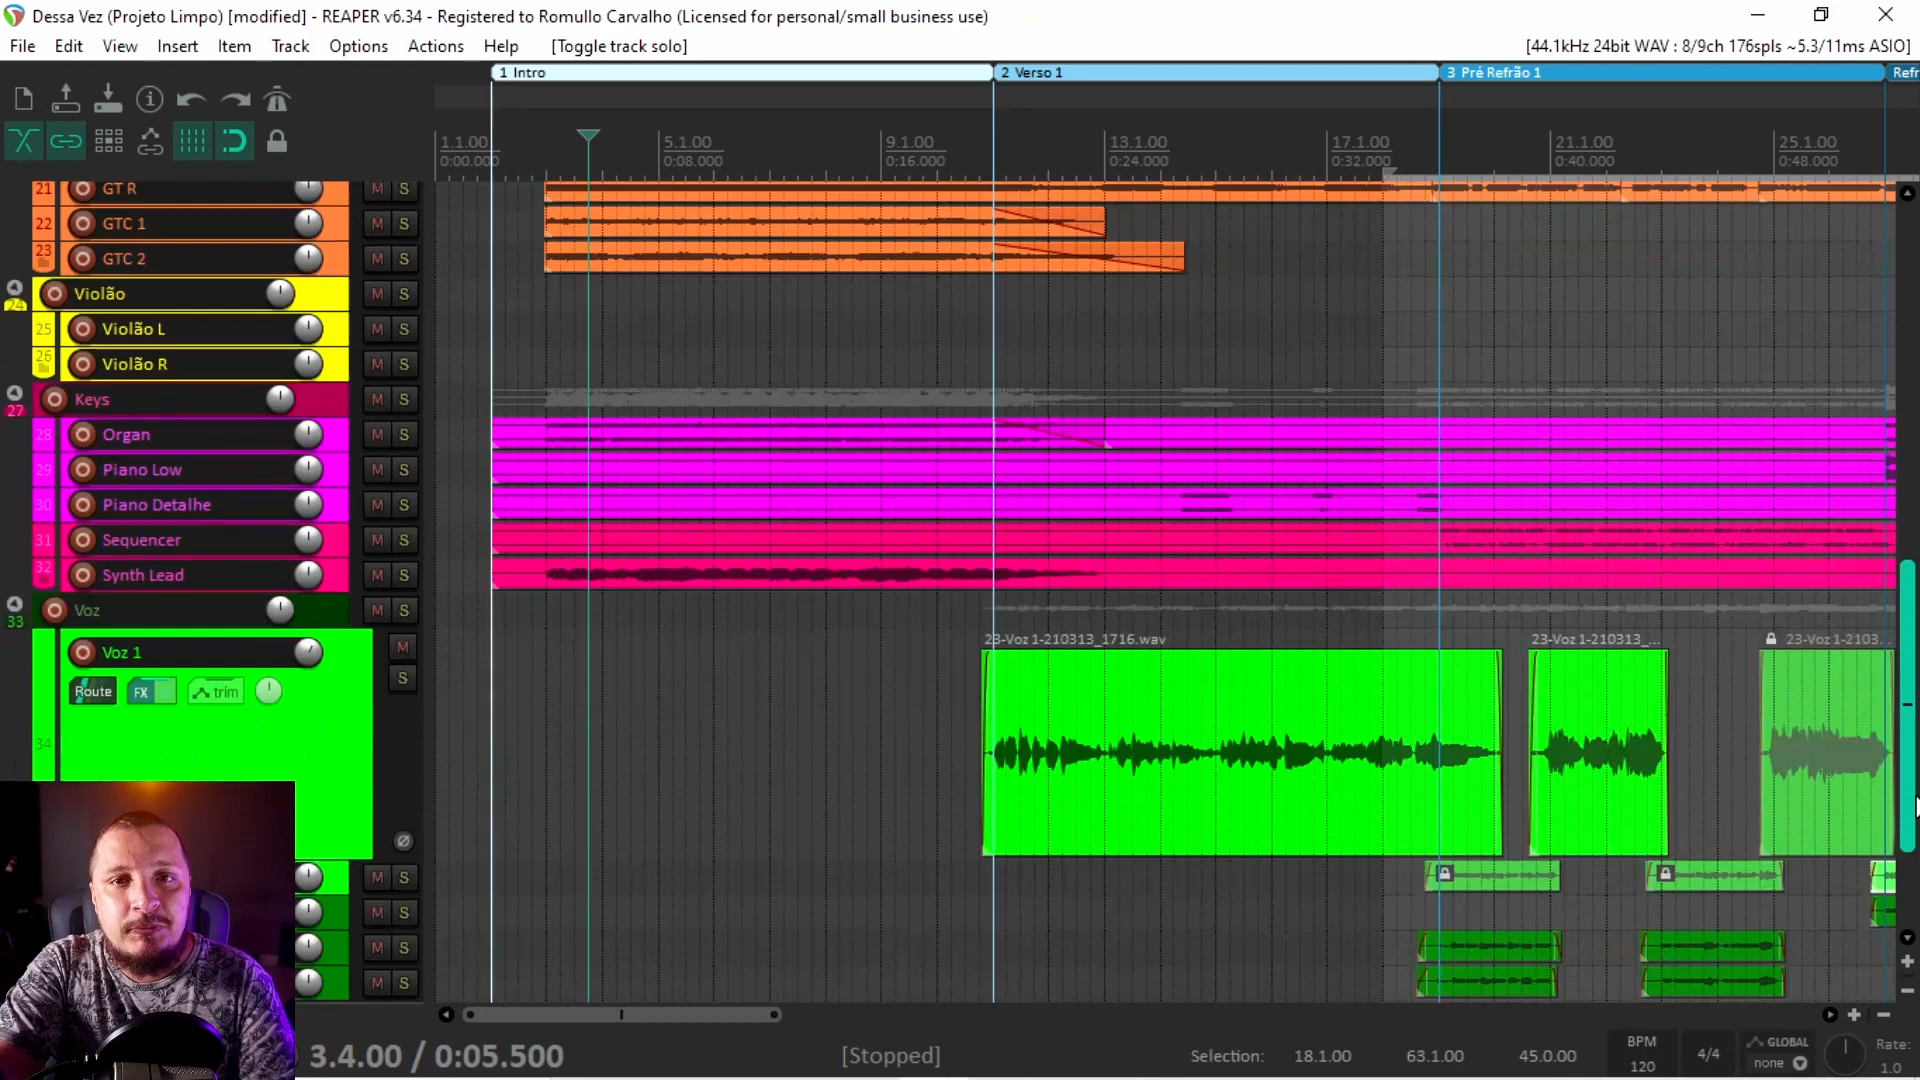 Dessa Vez (Projeto Limpo) [modified] - REAPER v6.34 - Registered to Romullo Carvalho (Licensed for personal/small business use)
File Edit View Insert Item Track Options Actions Help [Toggle track solo] [44.1kHz 24bit WAV : 8/9ch 176spls ~5.3/11ms ASIO]
1 Intro 2 Verso 1 3 Pré Refrão 1 Refr
1.1.00 5.1.00 9.1.00 13.1.00 17.1.00 21.1.00 25.1.00
0:00.000 0:08.000 0:16.000 0:24.000 0:32.000 0:40.000 0:48.000
21 GT R M S
22 GTC 1 M S
23 GTC 2 M S
24 Violão M S
25 Violão L M S
26 Violão R M S
27 Keys M S
28 Organ M S
29 Piano Low M S
30 Piano Detalhe M S
31 Sequencer M S
32 Synth Lead M S
33 Voz M S
23-Voz 1-210313_1716.wav 23-Voz 1-210313_... 23-Voz 1-2103...
34 Voz 1 M
S
Route FX trim
M S
M S
M S
M S
3.4.00 / 0:05.500 [Stopped] Selection: 18.1.00 63.1.00 45.0.00
BPM
120
4/4
GLOBAL
none
Rate:
1.0